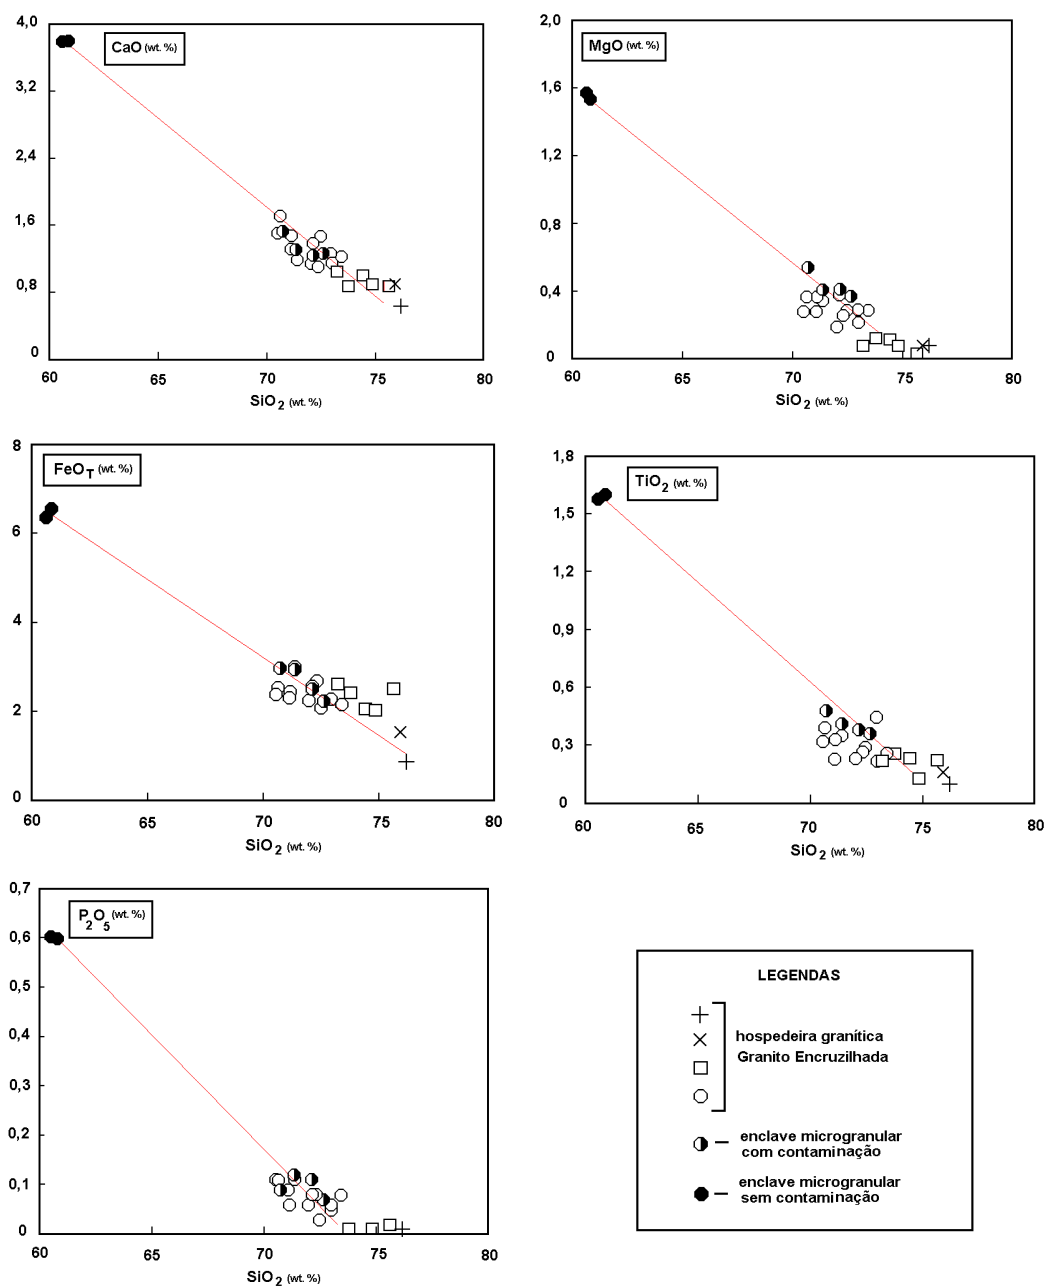 4,0
3,2
2,4
1,6
0,8
0
CaO (wt. %)
60 65 70 75 80
SiO2 (wt. %)
2,0
1,6
1,2
0,8
0,4
0
MgO (wt. %)
60 65 70 75 80
SiO2 (wt. %)
8
6
4
2
0
FeOT (wt. %)
60 65 70 75 80
SiO2 (wt. %)
1,8
1,5
1,2
0,9
0,6
0,3
0
TiO2 (wt. %)
60 65 70 75 80
SiO2 (wt. %)
0,7
0,6
0,5
0,4
0,3
0,2
0,1
0
P2O5 (wt. %)
60 65 70 75 80
SiO2 (wt. %)
LEGENDAS
hospedeira granítica
Granito Encruzilhada
enclave microgranular
com contaminação
enclave microgranular
sem contaminação